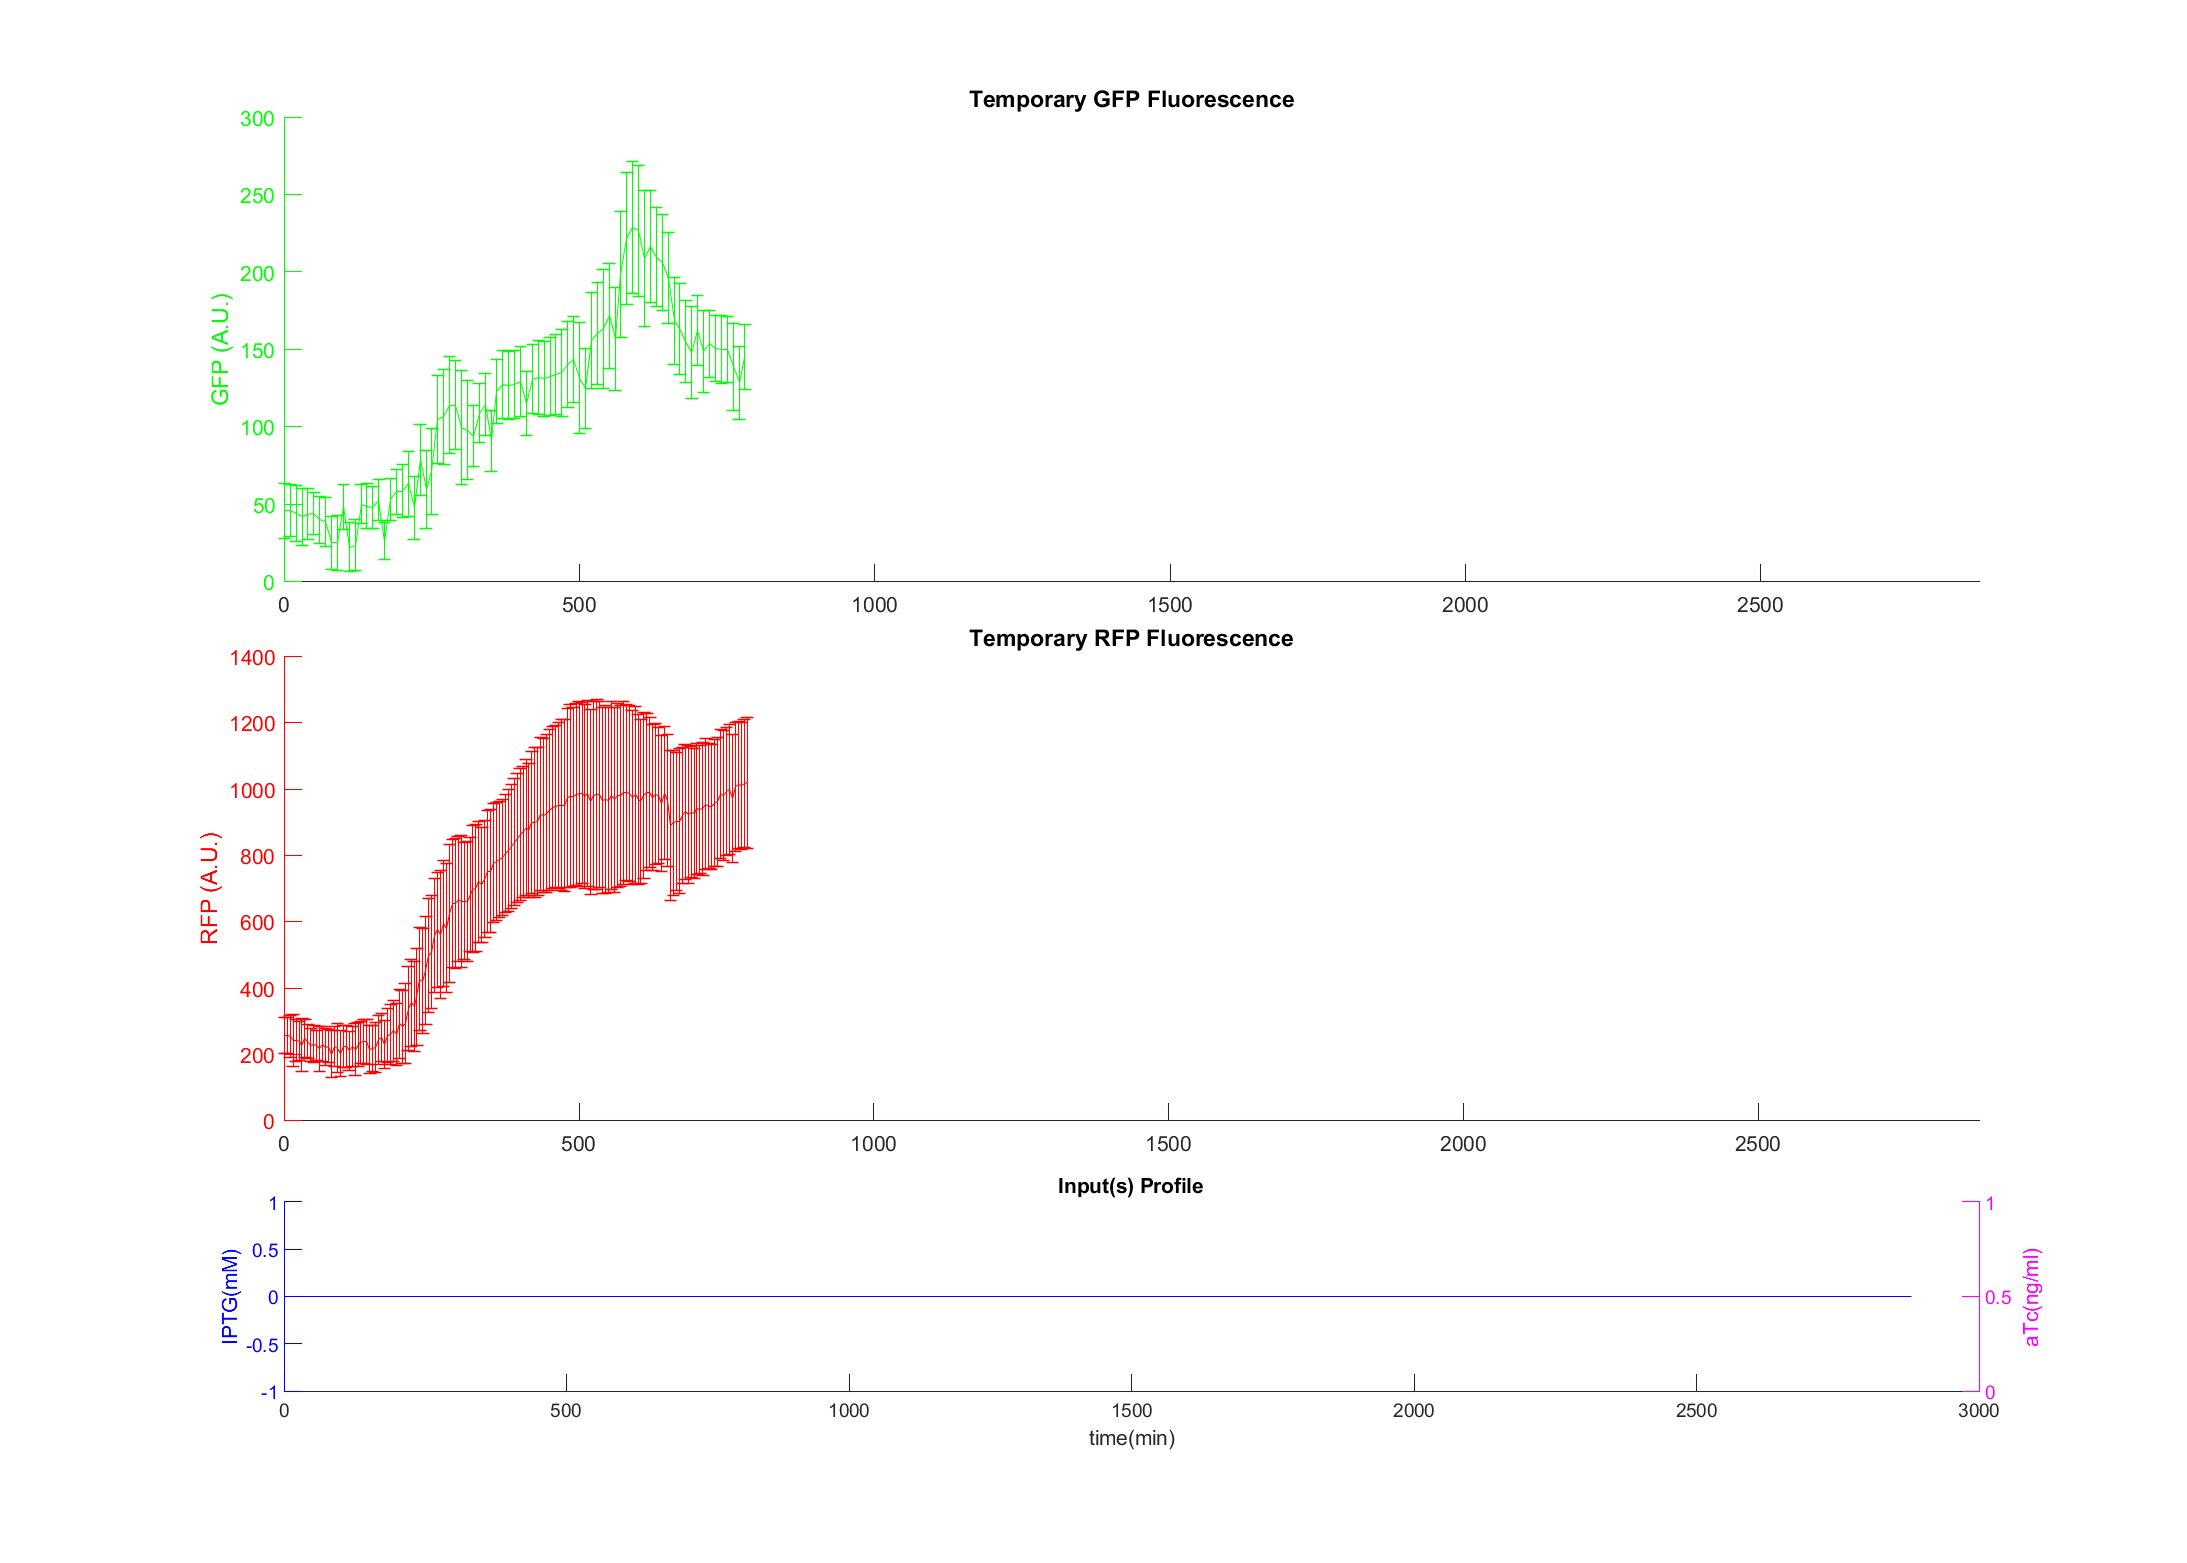 Temporary GFP Fluorescence
300
250
200
150
100
50
0
GFP (A.U.)
0 500 1000 1500 2000 2500
Temporary RFP Fluorescence
1400
1200
1000
800
600
400
200
0
RFP (A.U.)
0 500 1000 1500 2000 2500
Input(s) Profile
1
0.5
0
-0.5
-1
IPTG(mM)
1
0.5
0
aTc(ng/ml)
0 500 1000 1500 2000 2500 3000
time(min)